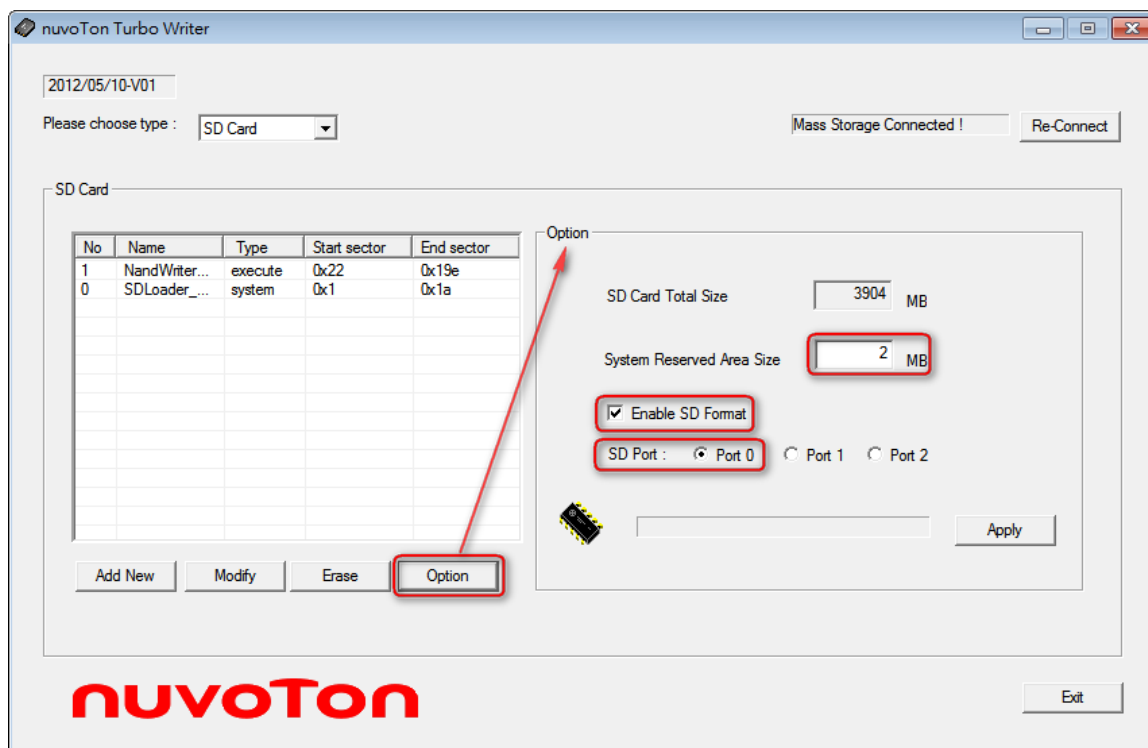 nuvoTon Turbo Writer
2012/05/10-V01
Please choose type : SD Card Mass Storage Connected ! Re-Connect
SD Card
No Name Type Start sector End sector
1 NandWriter... execute 0x22 0x19e
0 SDLoader_... system 0x1 0x1a
Option
SD Card Total Size 3904 MB
System Reserved Area Size 2 MB
Enable SD Format
SD Port : Port 0 Port 1 Port 2
Apply
Add New Modify Erase Option
nuvoTon
Exit